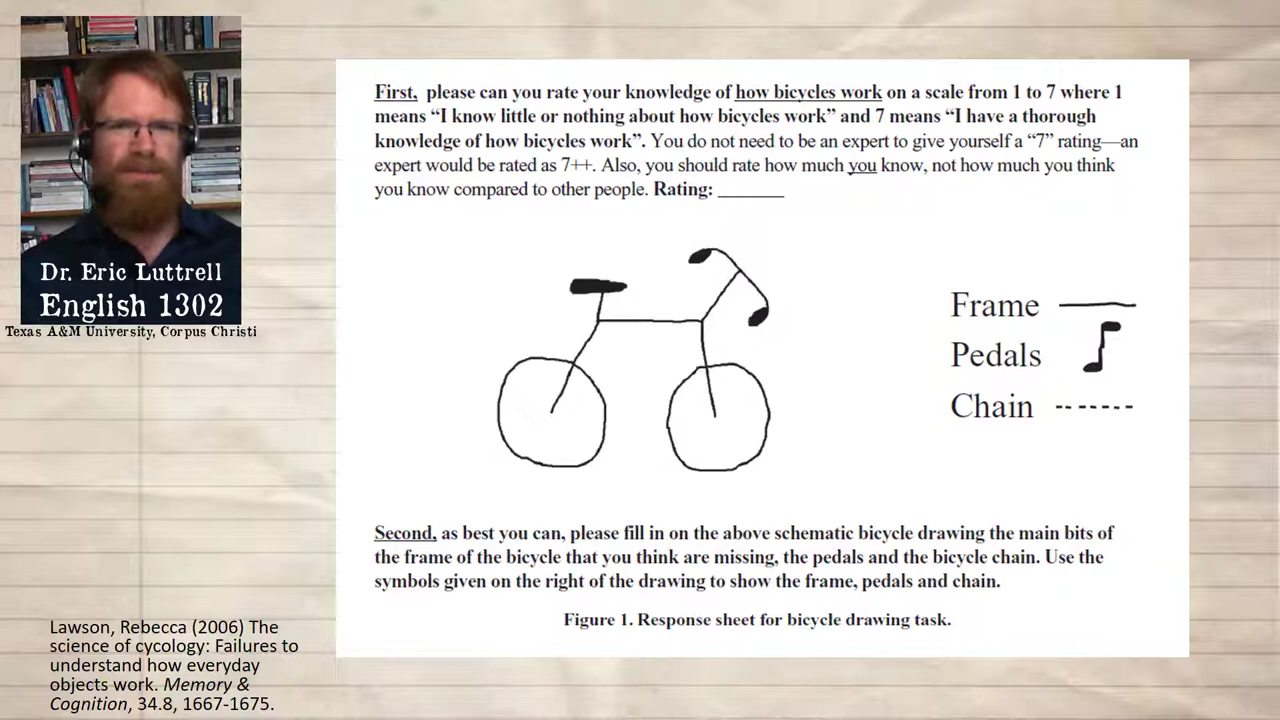 Dr. Eric Luttrell
English 1302
Texas A&M University, Corpus Christi
First, please can you rate your knowledge of how bicycles work on a scale from 1 to 7 where 1
means “I know little or nothing about how bicycles work” and 7 means “I have a thorough
knowledge of how bicycles work”. You do not need to be an expert to give yourself a “7” rating—an
expert would be rated as 7++. Also, you should rate how much you know, not how much you think
you know compared to other people. Rating: _______
Frame
Pedals
Chain
Second, as best you can, please fill in on the above schematic bicycle drawing the main bits of
the frame of the bicycle that you think are missing, the pedals and the bicycle chain. Use the
symbols given on the right of the drawing to show the frame, pedals and chain.
Figure 1. Response sheet for bicycle drawing task.
Lawson, Rebecca (2006) The
science of cycology: Failures to
understand how everyday
objects work. Memory &
Cognition, 34.8, 1667-1675.